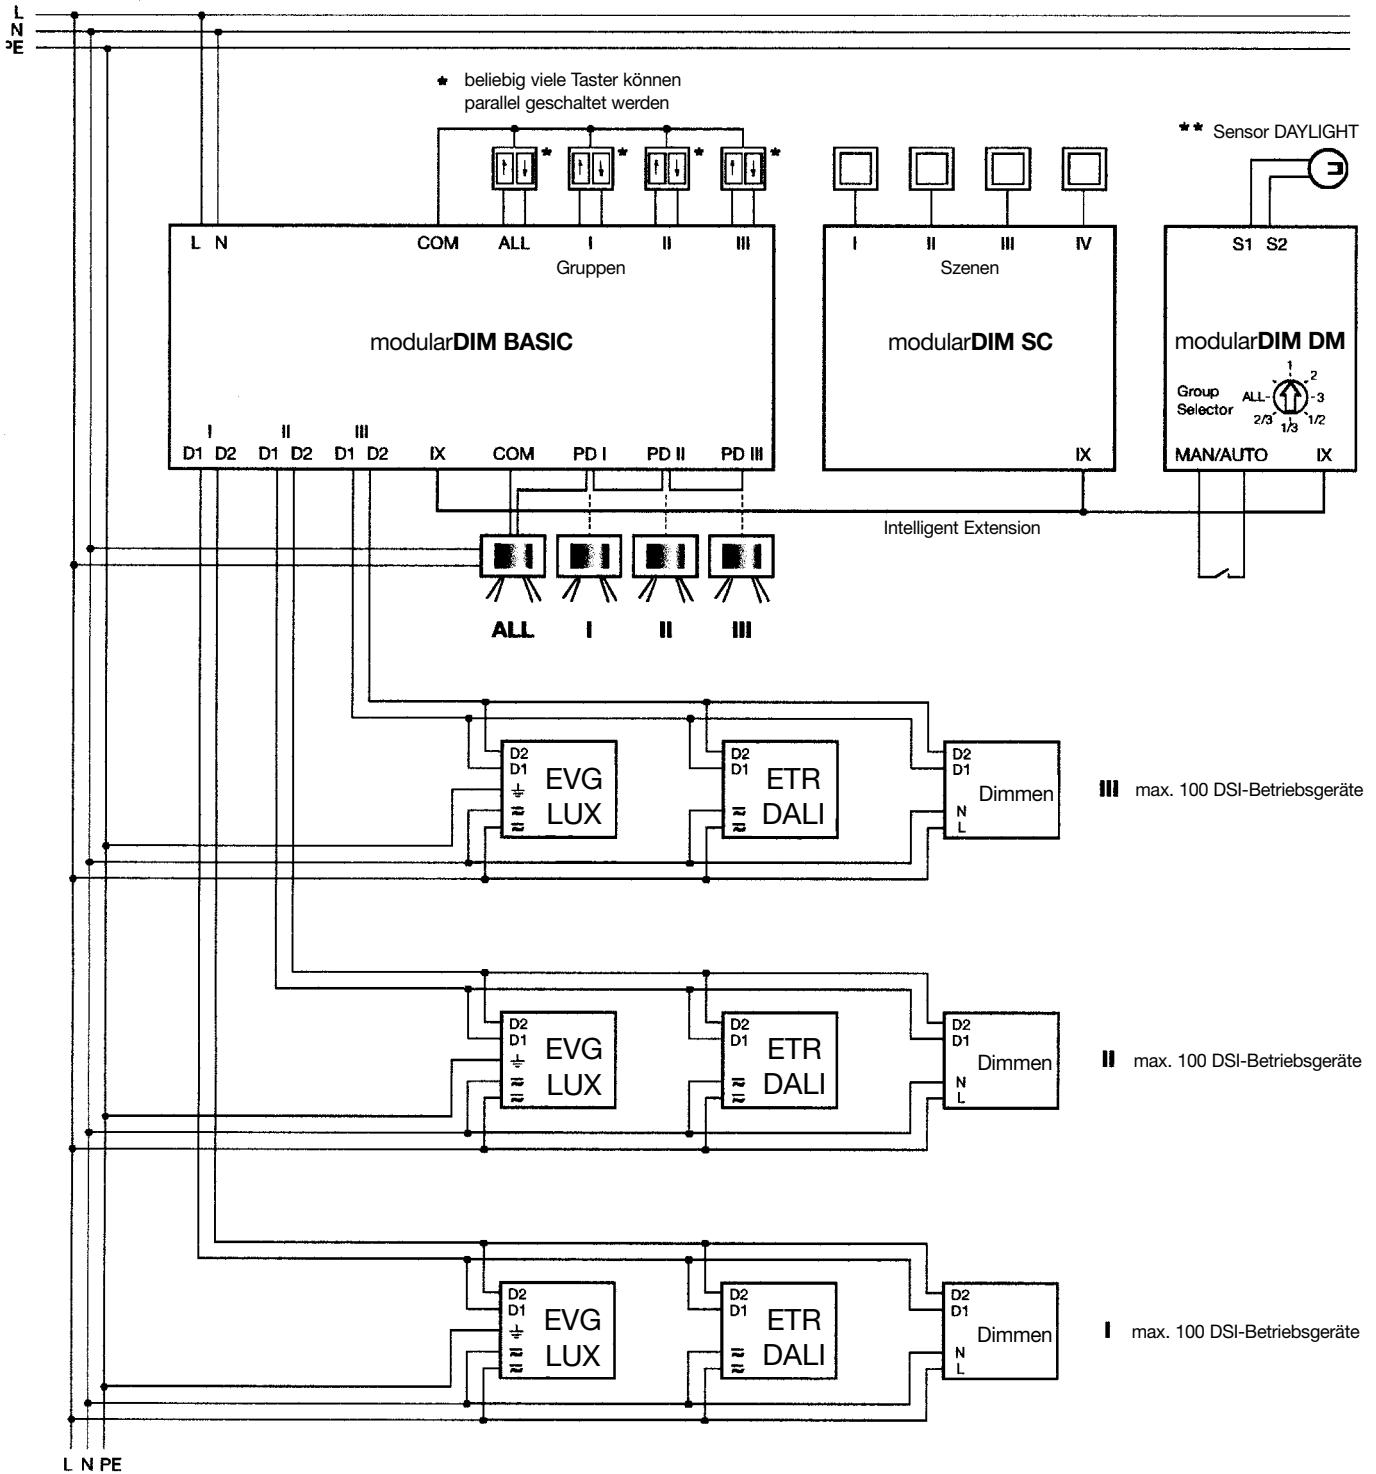 L
N
PE
* beliebig viele Taster können
parallel geschaltet werden
** Sensor DAYLIGHT
* * * *
L N COM ALL I II III
Gruppen
I II III IV
Szenen
S1 S2
modularDIM BASIC
modularDIM SC
modularDIM DM
Group
Selector
ALL 1 2 3 1/2 1/3 2/3
I II III
D1 D2 D1 D2 D1 D2 IX COM PD I PD II PD III
IX
MAN/AUTO IX
Intelligent Extension
ALL I II III
D2
D1
EVG
LUX
D2
D1
ETR
DALI
D2
D1
Dimmen
N
L
III max. 100 DSI-Betriebsgeräte
D2
D1
EVG
LUX
D2
D1
ETR
DALI
D2
D1
Dimmen
N
L
II max. 100 DSI-Betriebsgeräte
D2
D1
EVG
LUX
D2
D1
ETR
DALI
D2
D1
Dimmen
N
L
I max. 100 DSI-Betriebsgeräte
L N PE